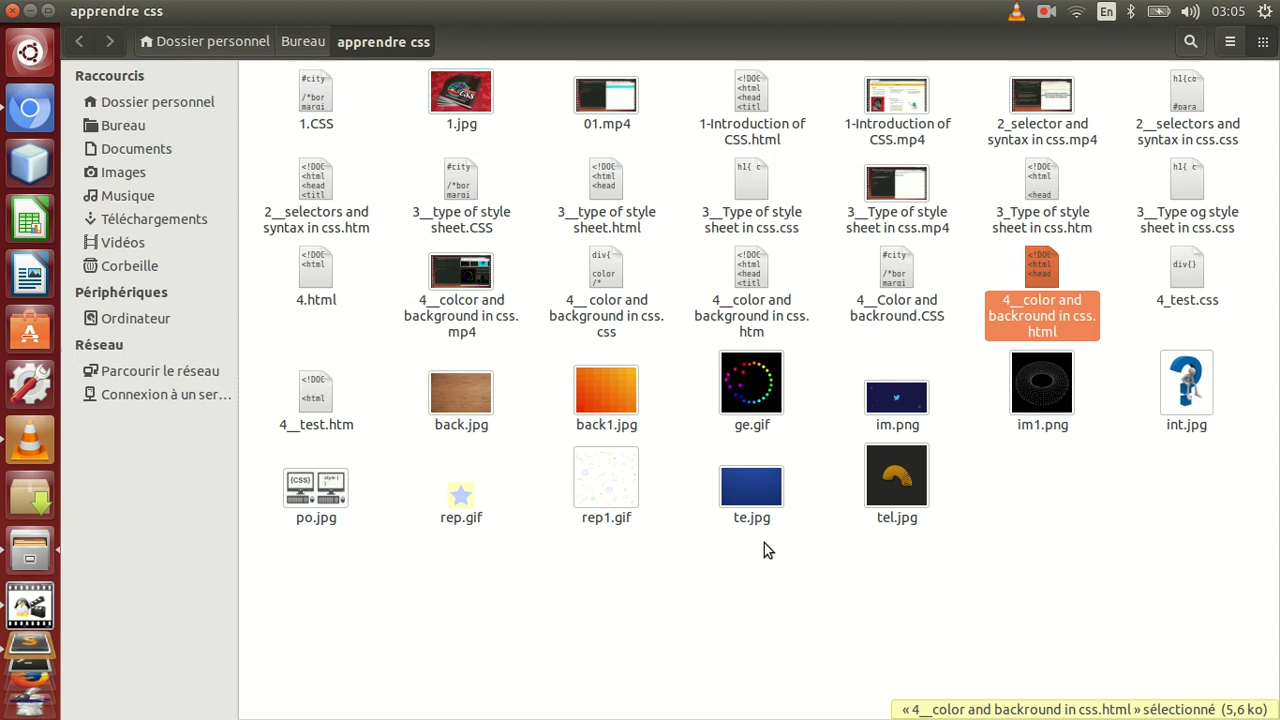 apprendre css
En
03:05
Dossier personnel
Bureau
apprendre css
Raccourcis
Dossier personnel
Bureau
Documents
Images
Musique
Téléchargements
Vidéos
Corbeille
Périphériques
Ordinateur
Réseau
Parcourir le réseau
Connexion à un ser…
1.CSS
1.jpg
01.mp4
1-Introduction of
CSS.html
1-Introduction of
CSS.mp4
2_selector and
syntax in css.mp4
2__selectors and
syntax in css.css
2__selectors and
syntax in css.htm
3__type of style
sheet.CSS
3_type of style
sheet.html
3__Type of style
sheet in css.css
3__Type of style
sheet in css.mp4
3_Type of style
sheet in css.htm
3__Type og style
sheet in css.css
4.html
4__colcor and
background in css.
mp4
4__ color and
background in css.
css
4__ color and
background in css.
htm
4__Color and
backround.CSS
4__color and
backround in css.
html
4_test.css
4__test.htm
back.jpg
back1.jpg
ge.gif
im.png
im1.png
int.jpg
po.jpg
rep.gif
rep1.gif
te.jpg
tel.jpg
« 4__color and backround in css.html » sélectionné (5,6 ko)